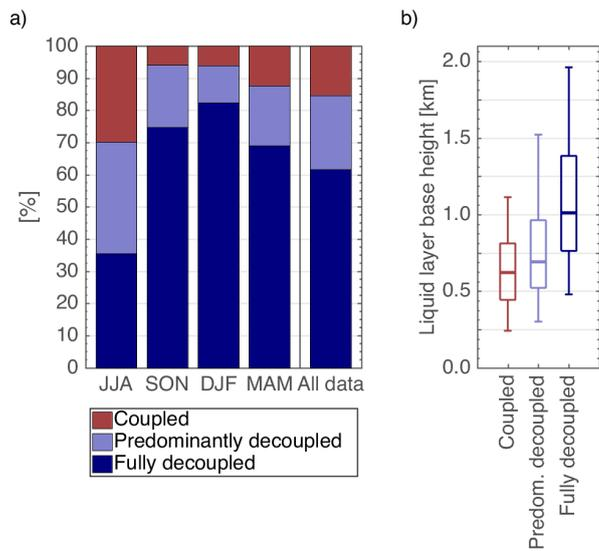 a)
100
90
80
70
60
50
40
30
20
10
0
[%]
JJA SON DJF MAM All data
Coupled
Predominantly decoupled
Fully decoupled
b)
2.0
1.5
1.0
0.5
0.0
Liquid layer base height [km]
Coupled
Predom. decoupled
Fully decoupled